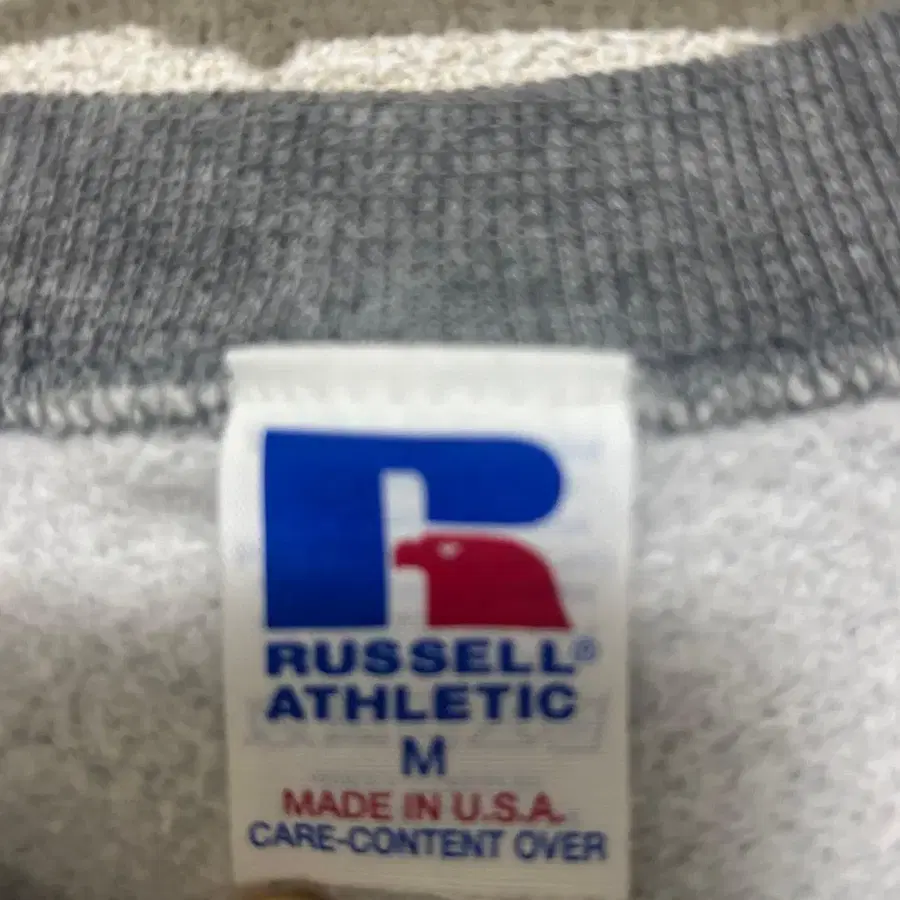 RUSSELL®
ATHLETIC
M
MADE IN U.S.A.
CARE-CONTENT OVER